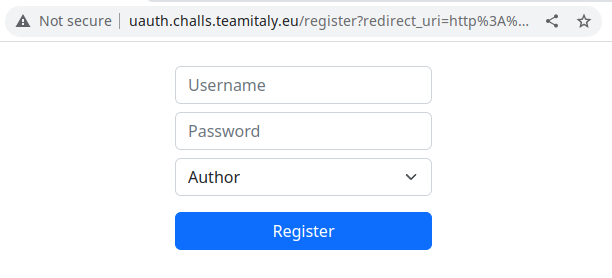 Not secure uauth.challs.teamitaly.eu/register?redirect_uri=http%3A%...
Username
Password
Author
Register